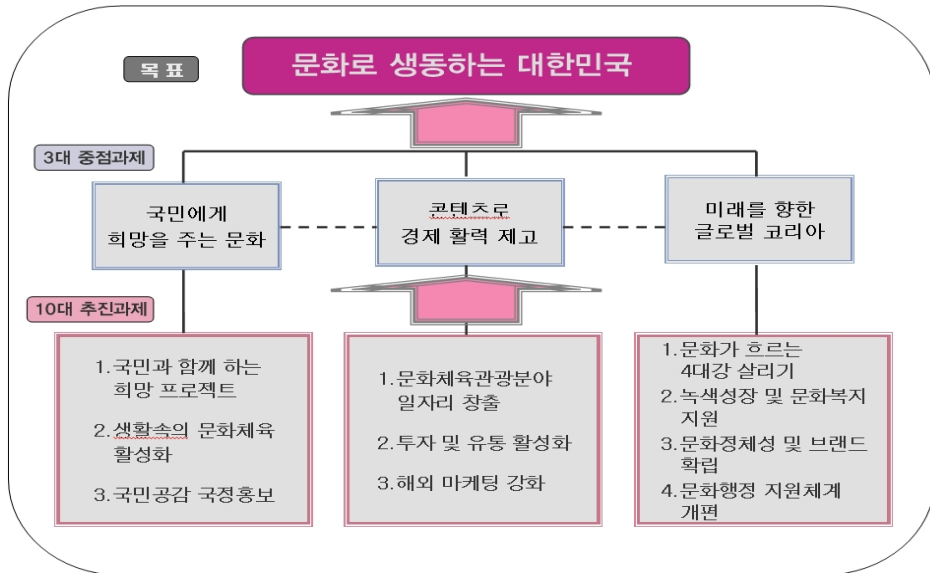 목 표
문화로 생동하는 대한민국
3대 중점과제
국민에게
희망을 주는 문화
콘텐츠로
경제 활력 제고
미래를 향한
글로벌 코리아
10대 추진과제
1.국민과 함께 하는
희망 프로젝트
2.생활속의 문화체육
활성화
3.국민공감 국정홍보
1.문화체육관광분야
일자리 창출
2.투자 및 유통 활성화
3.해외 마케팅 강화
1.문화가 흐르는
4대강 살리기
2.녹색성장 및 문화복지
지원
3.문화정체성 및 브랜드
확립
4.문화행정 지원체계
개편